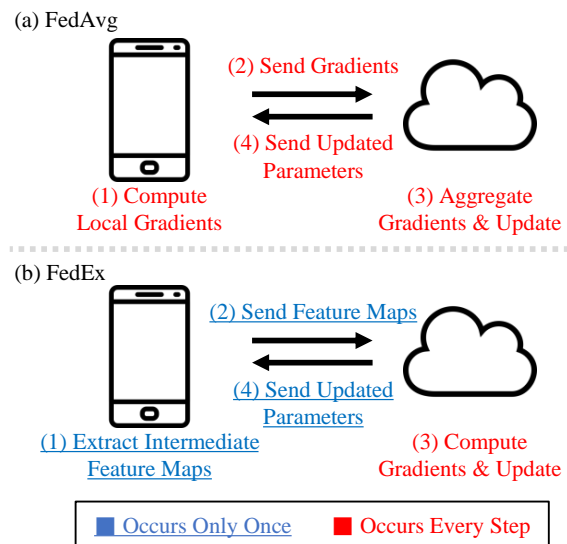 (a) FedAvg
(2) Send Gradients
(4) Send Updated
Parameters
(1) Compute
Local Gradients
(3) Aggregate
Gradients & Update
(b) FedEx
(2) Send Feature Maps
(4) Send Updated
Parameters
(1) Extract Intermediate
Feature Maps
(3) Compute
Gradients & Update
Occurs Only Once
Occurs Every Step